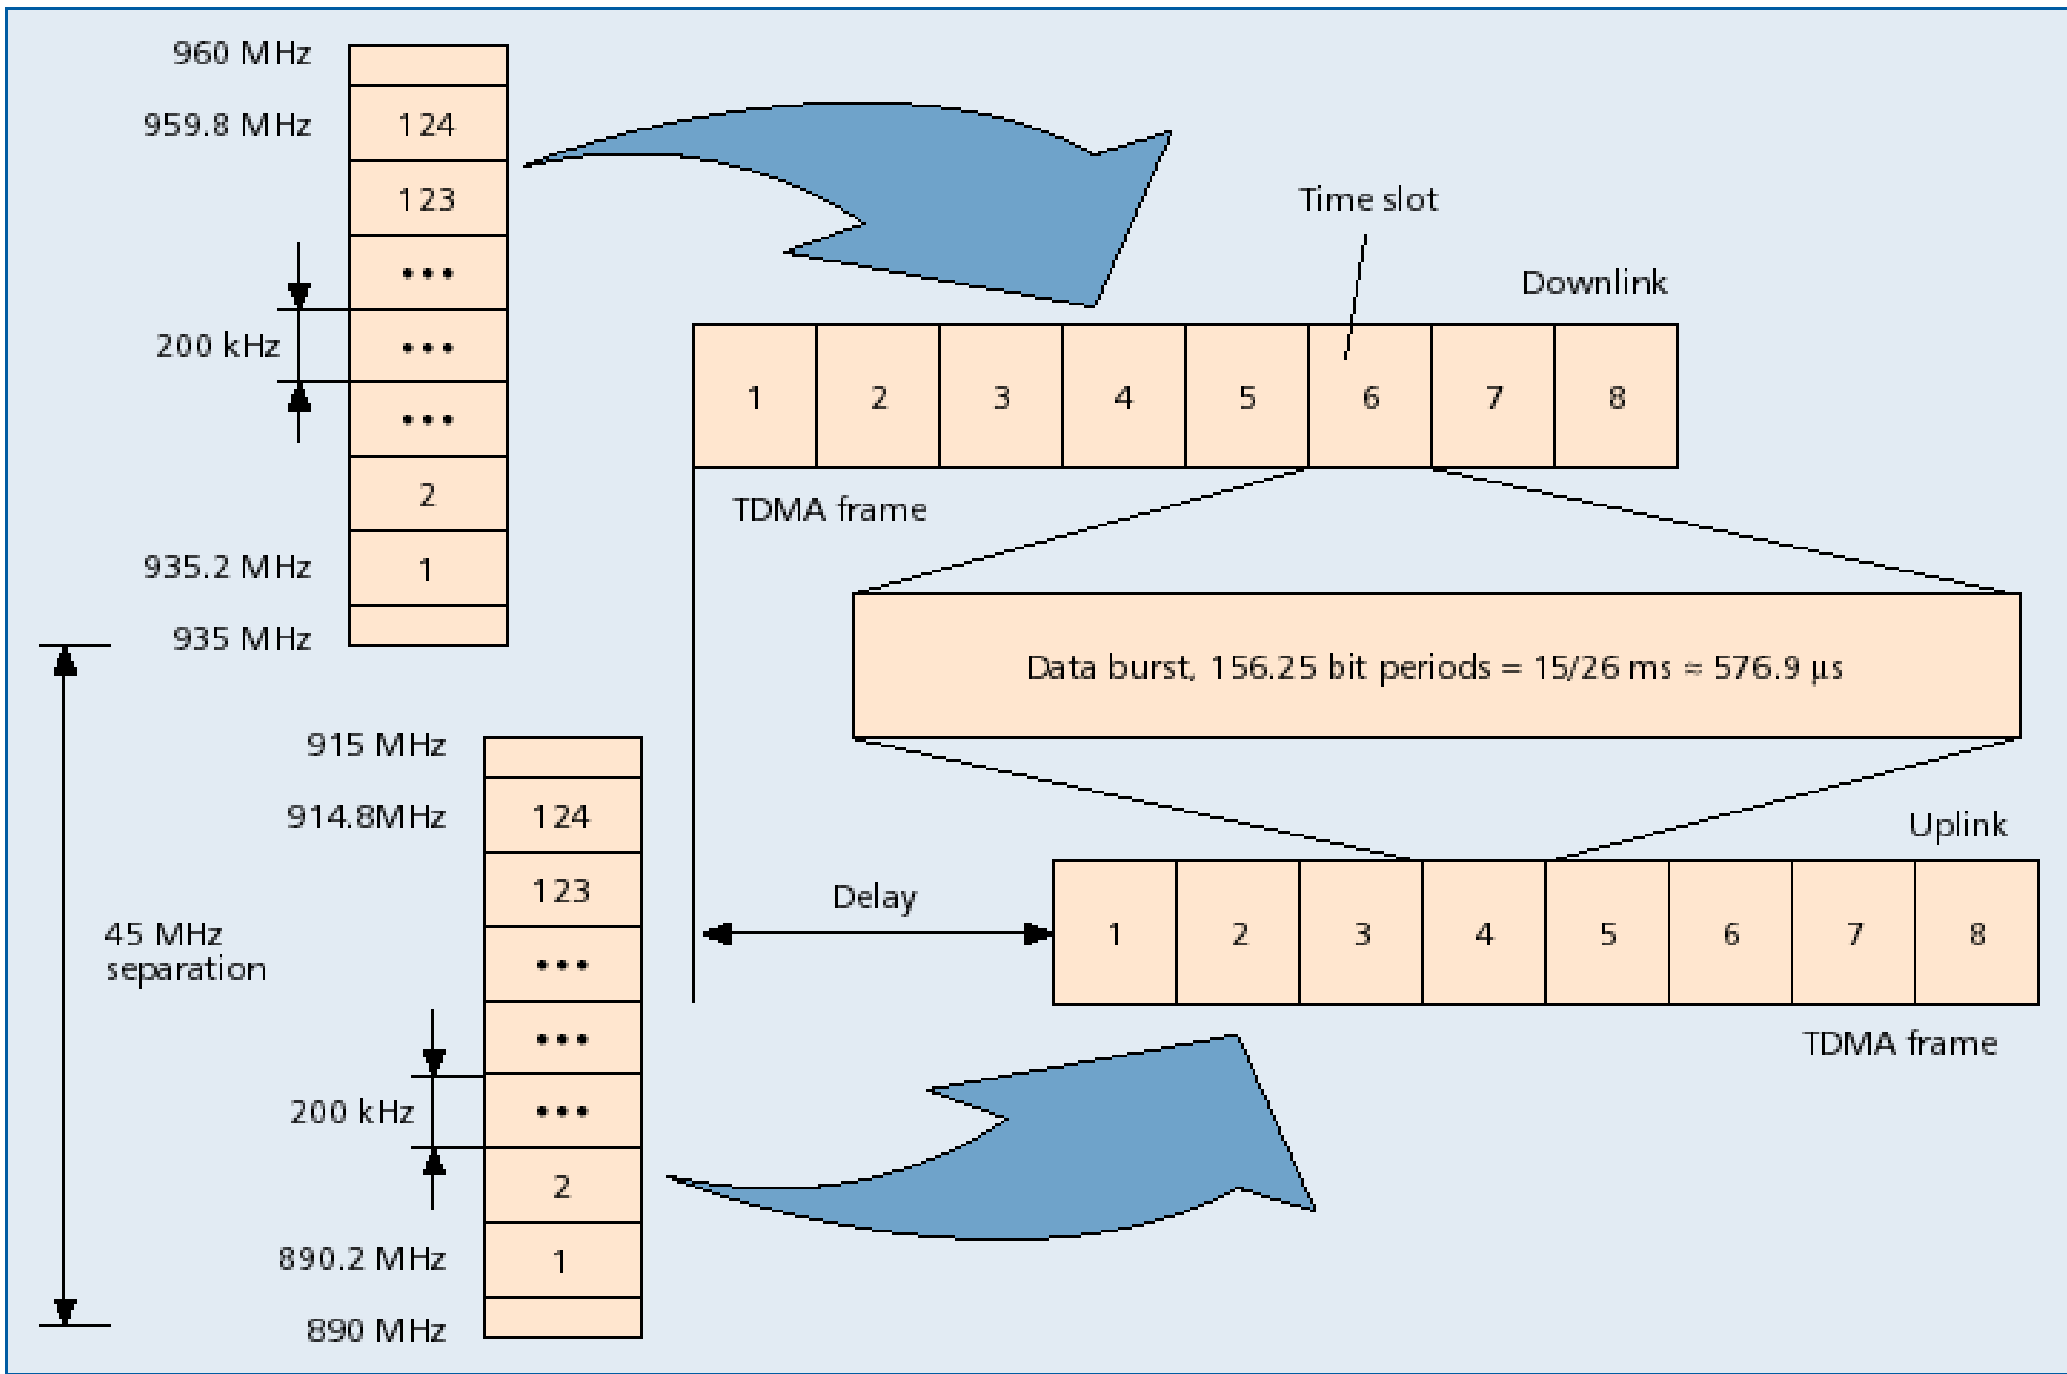 960 MHz
959.8 MHz
124
123
•••
200 kHz
•••
•••
2
935.2 MHz
1
935 MHz
Time slot
Downlink
1 2 3 4 5 6 7 8
TDMA frame
Data burst, 156.25 bit periods = 15/26 ms ≈ 576.9 µs
45 MHz
separation
915 MHz
914.8MHz
124
123
•••
•••
200 kHz
•••
2
890.2 MHz
1
890 MHz
Uplink
Delay
1 2 3 4 5 6 7 8
TDMA frame